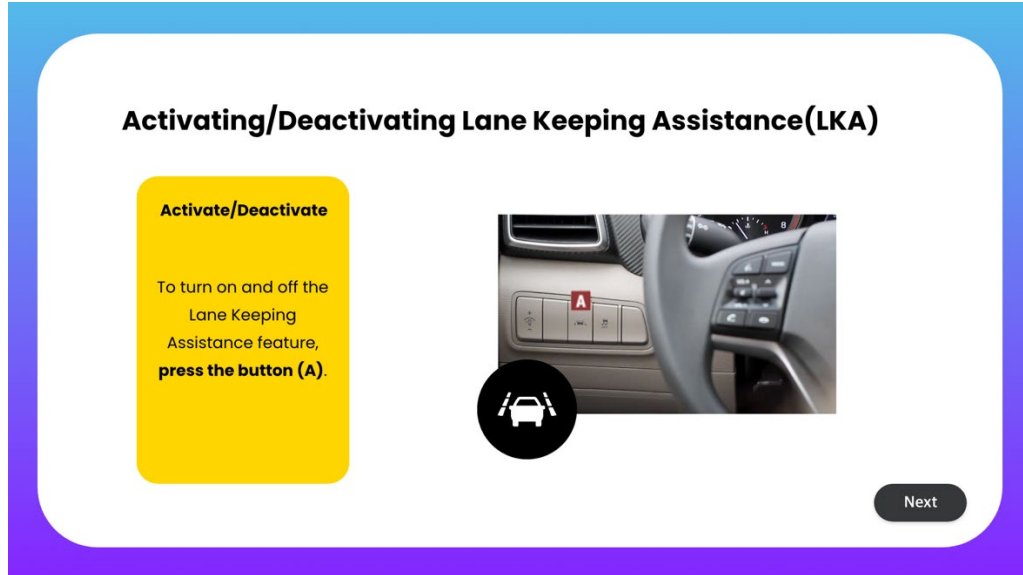 Activating/Deactivating Lane Keeping Assistance(LKA)
Activate/Deactivate
To turn on and off the
Lane Keeping
Assistance feature,
press the button (A).
A
8
Next